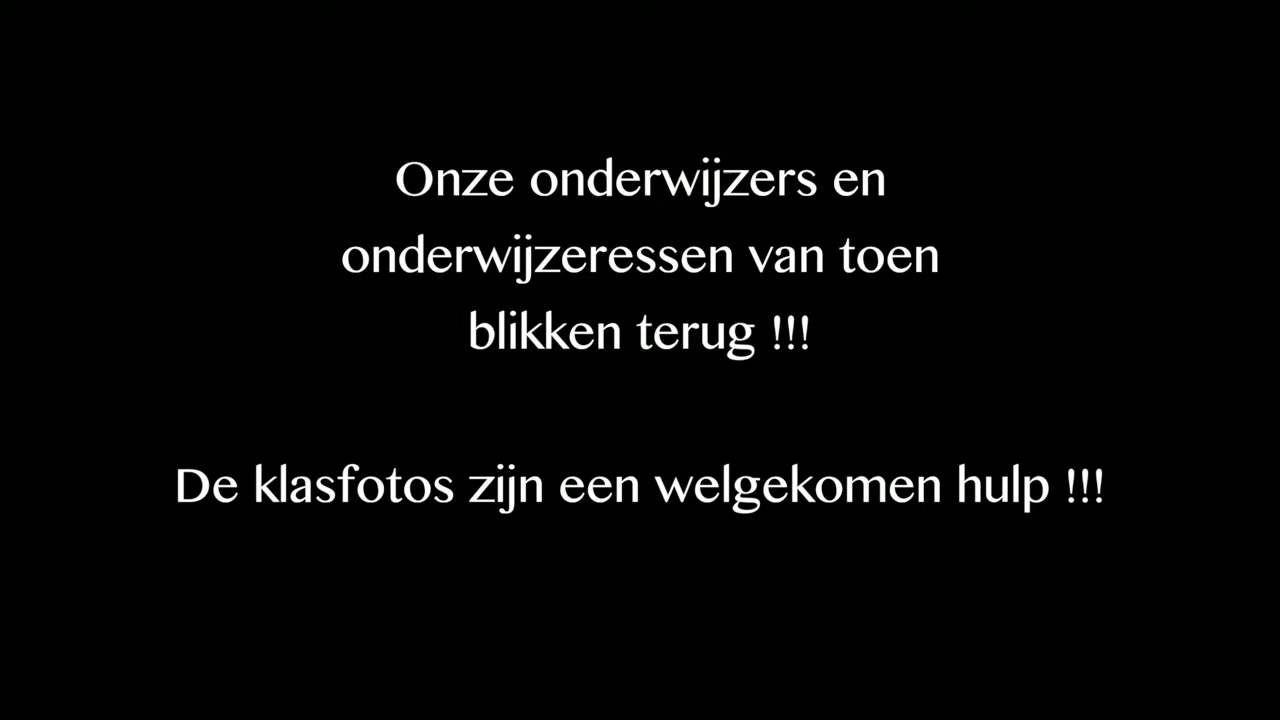 Onze onderwijzers en
onderwijzeressen van toen
blikken terug !!!
De klasfotos zijn een welgekomen hulp !!!